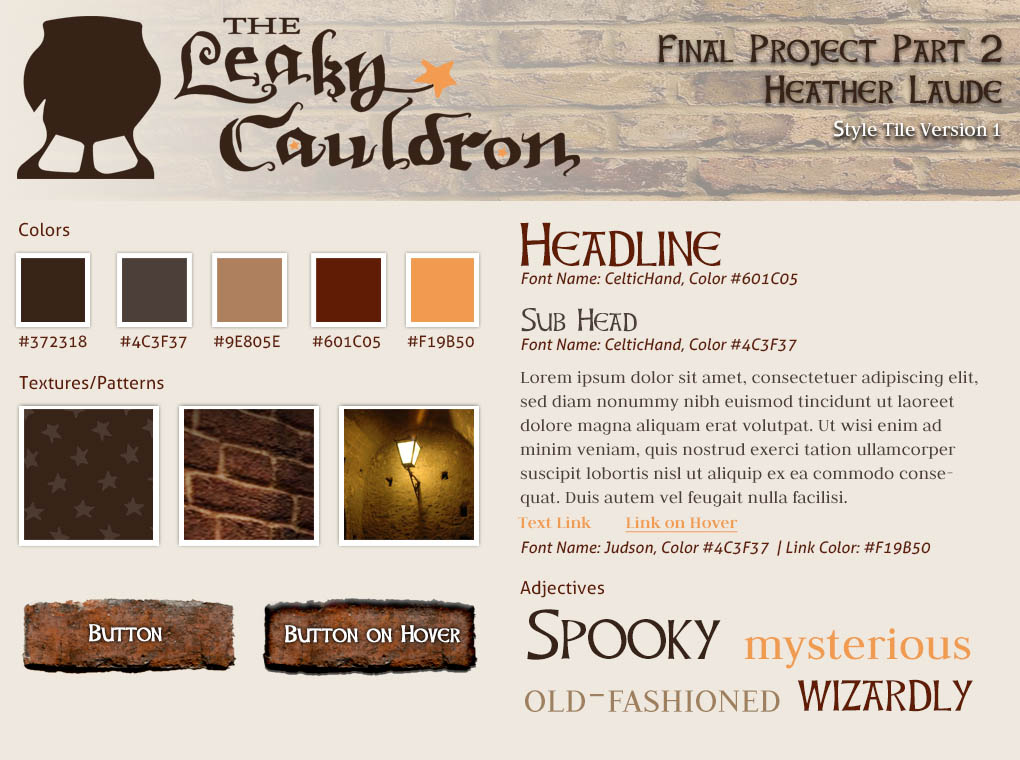 THE
Leaky
Cauldron
Final Project Part 2
Heather Laude
Style Tile Version 1
Colors
#372318
#4C3F37
#9E805E
#601C05
#F19B50
Textures/Patterns
Button
Button on Hover
Headline
Font Name: CelticHand, Color #601C05
Sub Head
Font Name: CelticHand, Color #4C3F37
Lorem ipsum dolor sit amet, consectetuer adipiscing elit,
sed diam nonummy nibh euismod tincidunt ut laoreet
dolore magna aliquam erat volutpat. Ut wisi enim ad
minim veniam, quis nostrud exerci tation ullamcorper
suscipit lobortis nisl ut aliquip ex ea commodo conse-
quat. Duis autem vel feugait nulla facilisi.
Text Link
Link on Hover
Font Name: Judson, Color #4C3F37 | Link Color: #F19B50
Adjectives
Spooky
mysterious
OLD-FASHIONED
WIZARDLY